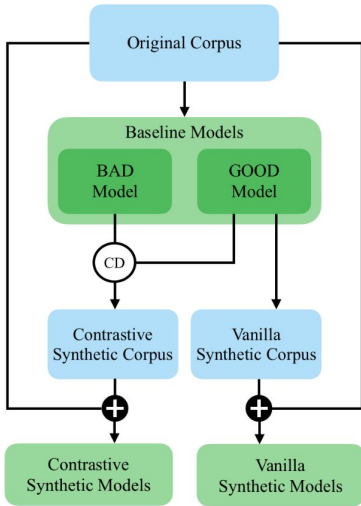 Original Corpus
Baseline Models
BAD
Model
GOOD
Model
CD
Contrastive
Synthetic Corpus
Vanilla
Synthetic Corpus
Contrastive
Synthetic Models
Vanilla
Synthetic Models